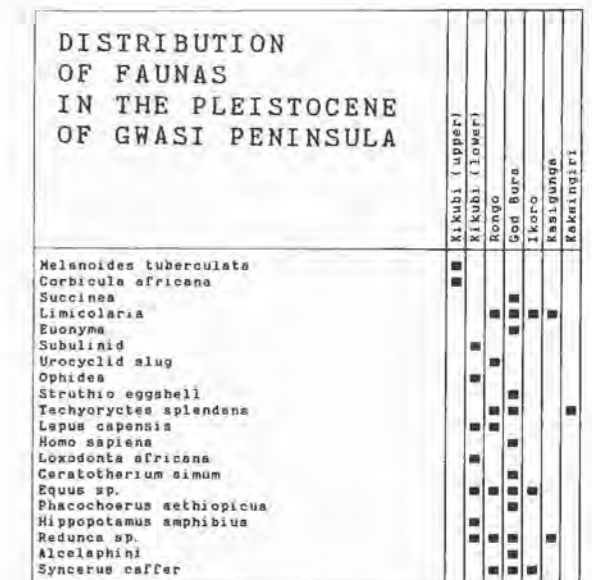 DISTRIBUTION
OF FAUNAS
IN THE PLEISTOCENE
OF GWASI PENINSULA
Kikubi (upper)
Kikubi (lower)
Rongo
God Bura
Ikoro
Kasigunga
Kaksingiri
Melanoides tuberculata
Corbicula africana
Succinea
Limicolaria
Euonyma
Subulinid
Urocyclid slug
Ophidea
Struthio eggshell
Tachyoryctes splendens
Lepus capensis
Homo sapiens
Loxodonta africana
Ceratotherium simum
Equus sp.
Phacochoerus aethiopicus
Hippopotamus amphibius
Redunca sp.
Alcelaphini
Syncerus caffer